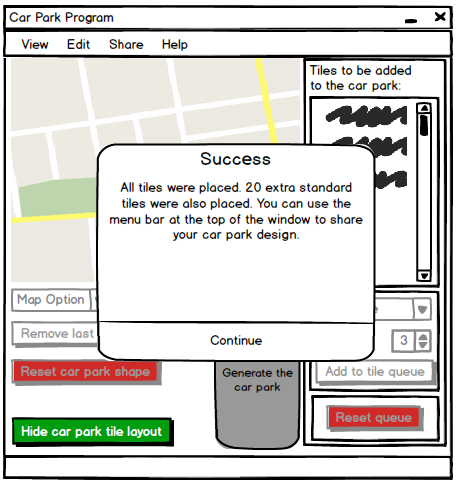 Car Park Program
View Edit Share Help
Tiles to be added
to the car park:
Success
All tiles were placed. 20 extra standard
tiles were also placed. You can use the
menu bar at the top of the window to share
your car park design.
Continue
Map Option
Remove last
3
Reset car park shape
Add to tile queue
Generate the
car park
Reset queue
Hide car park tile layout